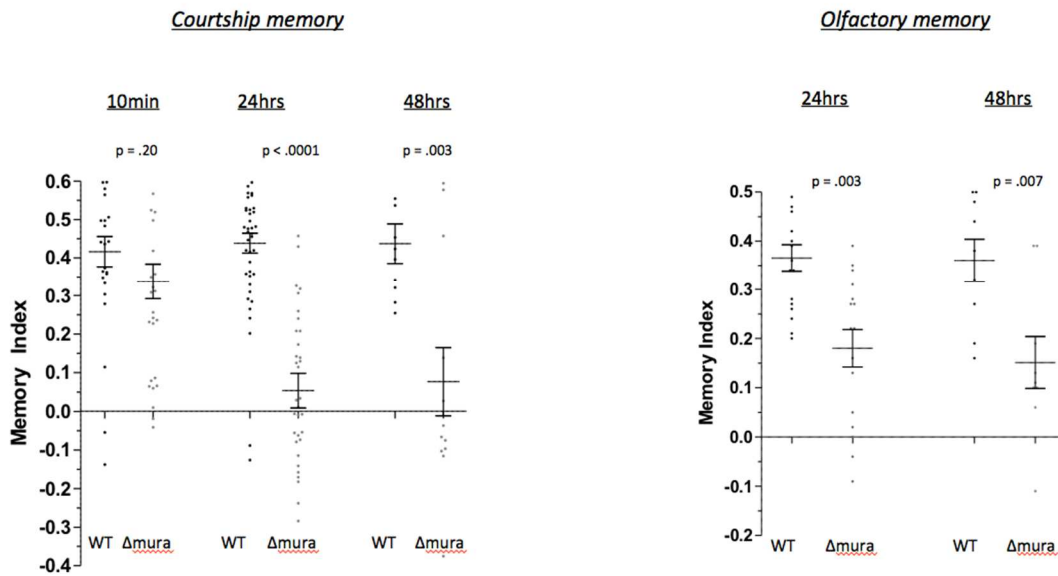 Courtship memory
Olfactory memory
10min 24hrs 48hrs
24hrs 48hrs
p = .20 p < .0001 p = .003
p = .003 p = .007
Memory Index
0.6
0.5
0.4
0.3
0.2
0.1
0.0
-0.1
-0.2
-0.3
-0.4
WT Δmura WT Δmura WT Δmura
Memory Index
0.5
0.4
0.3
0.2
0.1
0.0
-0.1
-0.2
WT Δmura WT Δmura